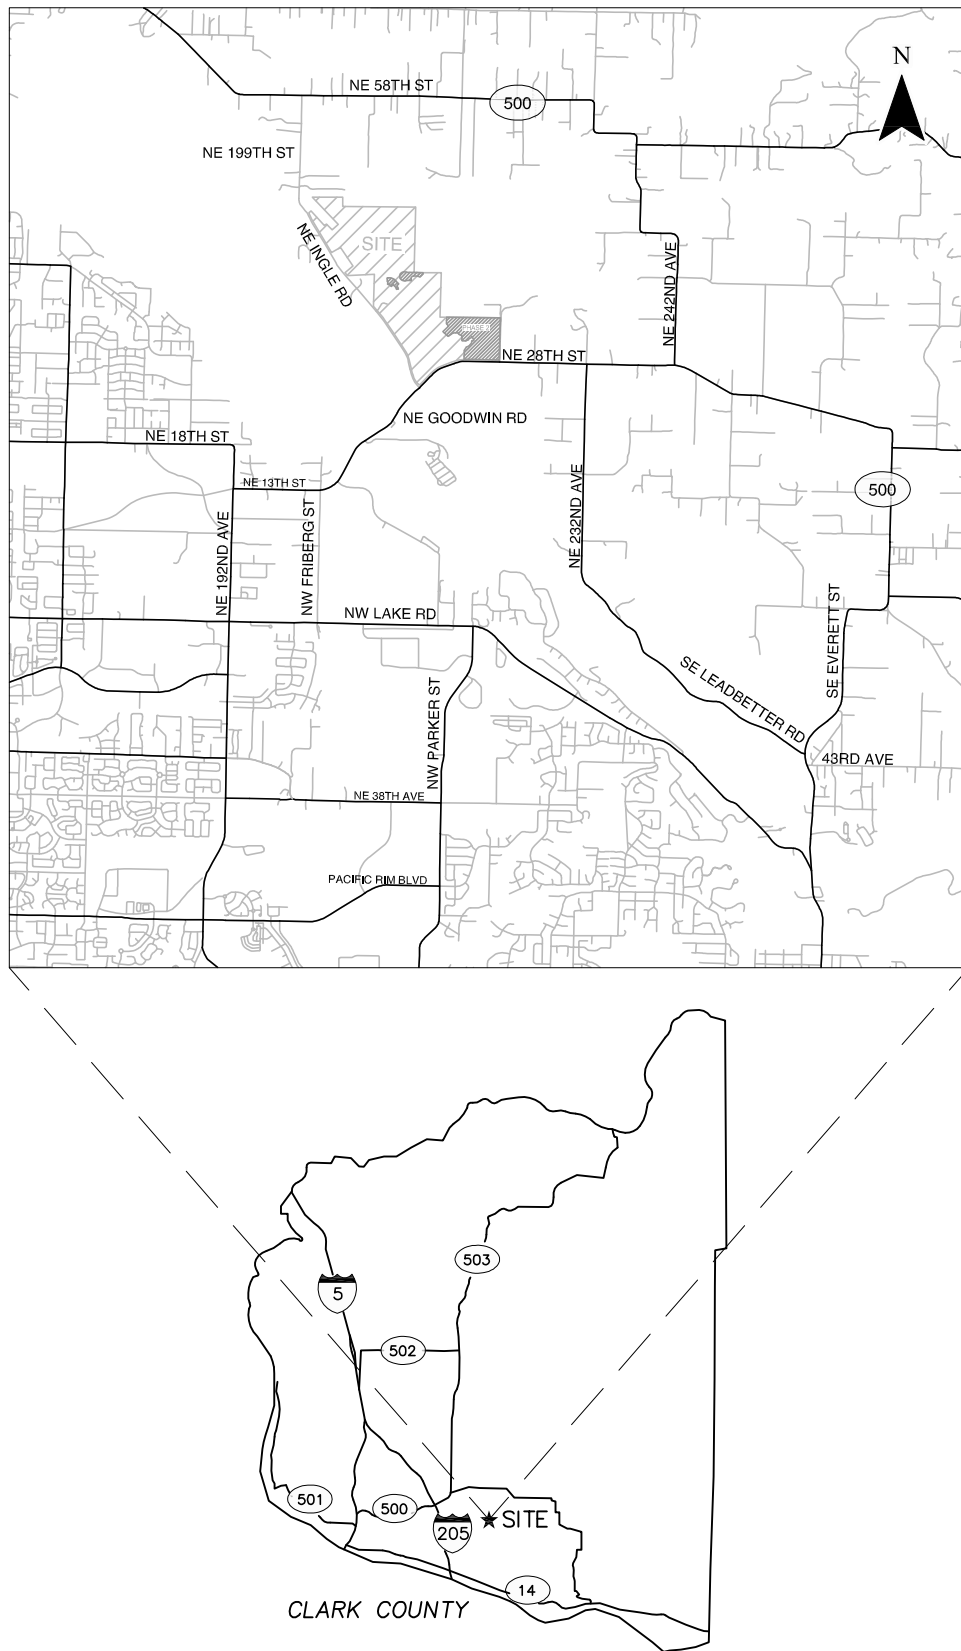 N
NE 58TH ST
500
NE 199TH ST
NE INGLE RD
SITE
NE 242ND AVE
PHASE 2
NE 28TH ST
NE GOODWIN RD
NE 18TH ST
NE 13TH ST
500
NE 192ND AVE
NW FRIBERG ST
NE 232ND AVE
NW LAKE RD
SE EVERETT ST
SE LEADBETTER RD
NW PARKER ST
43RD AVE
NE 38TH AVE
PACIFIC RIM BLVD
503
5
502
501
500
205
SITE
14
CLARK COUNTY